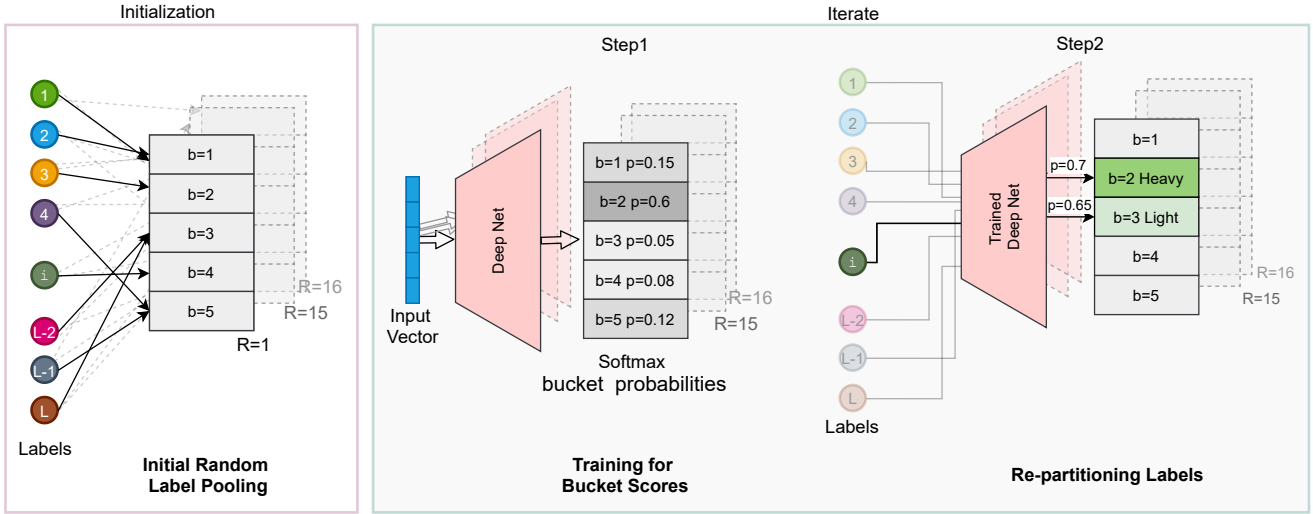 Initialization
1
2
3
4
i
L-2
L-1
L
Labels
b=1
b=2
b=3
b=4
b=5
R=16
R=15
R=1
Initial Random
Label Pooling
Iterate
Step1
Input
Vector
Deep Net
b=1 p=0.15
b=2 p=0.6
b=3 p=0.05
b=4 p=0.08
b=5 p=0.12
R=16
R=15
Softmax
bucket probabilities
Training for
Bucket Scores
Step2
1
2
3
4
i
L-2
L-1
L
Labels
Trained
Deep Net
p=0.7
p=0.65
b=1
b=2 Heavy
b=3 Light
b=4
b=5
R=16
R=15
Re-partitioning Labels